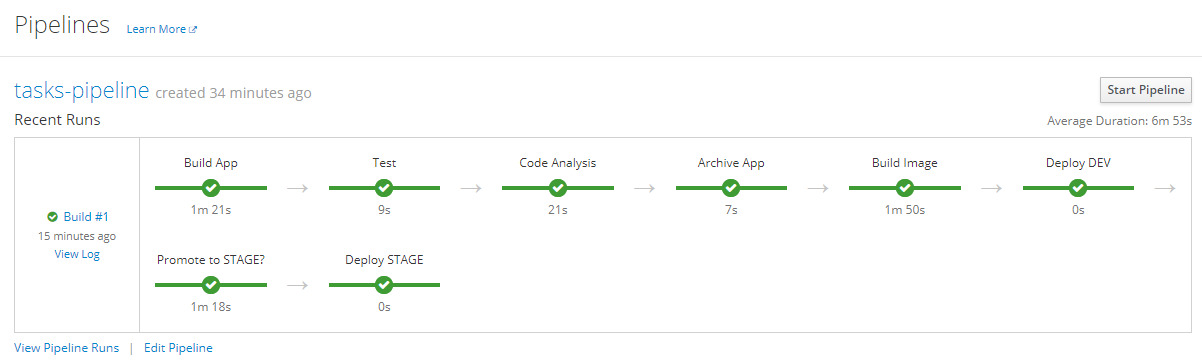 Pipelines Learn More
tasks-pipeline created 34 minutes ago
Start Pipeline
Recent Runs
Average Duration: 6m 53s
Build #1
15 minutes ago
View Log
Build App Test Code Analysis Archive App Build Image Deploy DEV
1m 21s 9s 21s 7s 1m 50s 0s
Promote to STAGE? Deploy STAGE
1m 18s 0s
View Pipeline Runs | Edit Pipeline